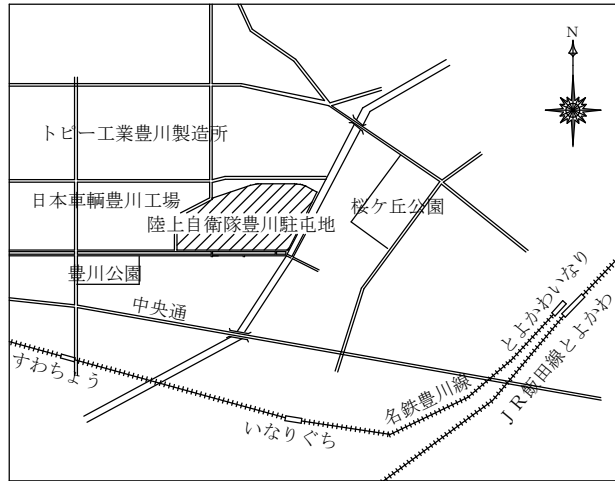 N
トピー工業豊川製造所
日本車輌豊川工場
陸上自衛隊豊川駐屯地
桜ケ丘公園
豊川公園
中央通
とよかわいなり
JR飯田線とよかわ
すわちょう
名鉄豊川線
いなりぐち